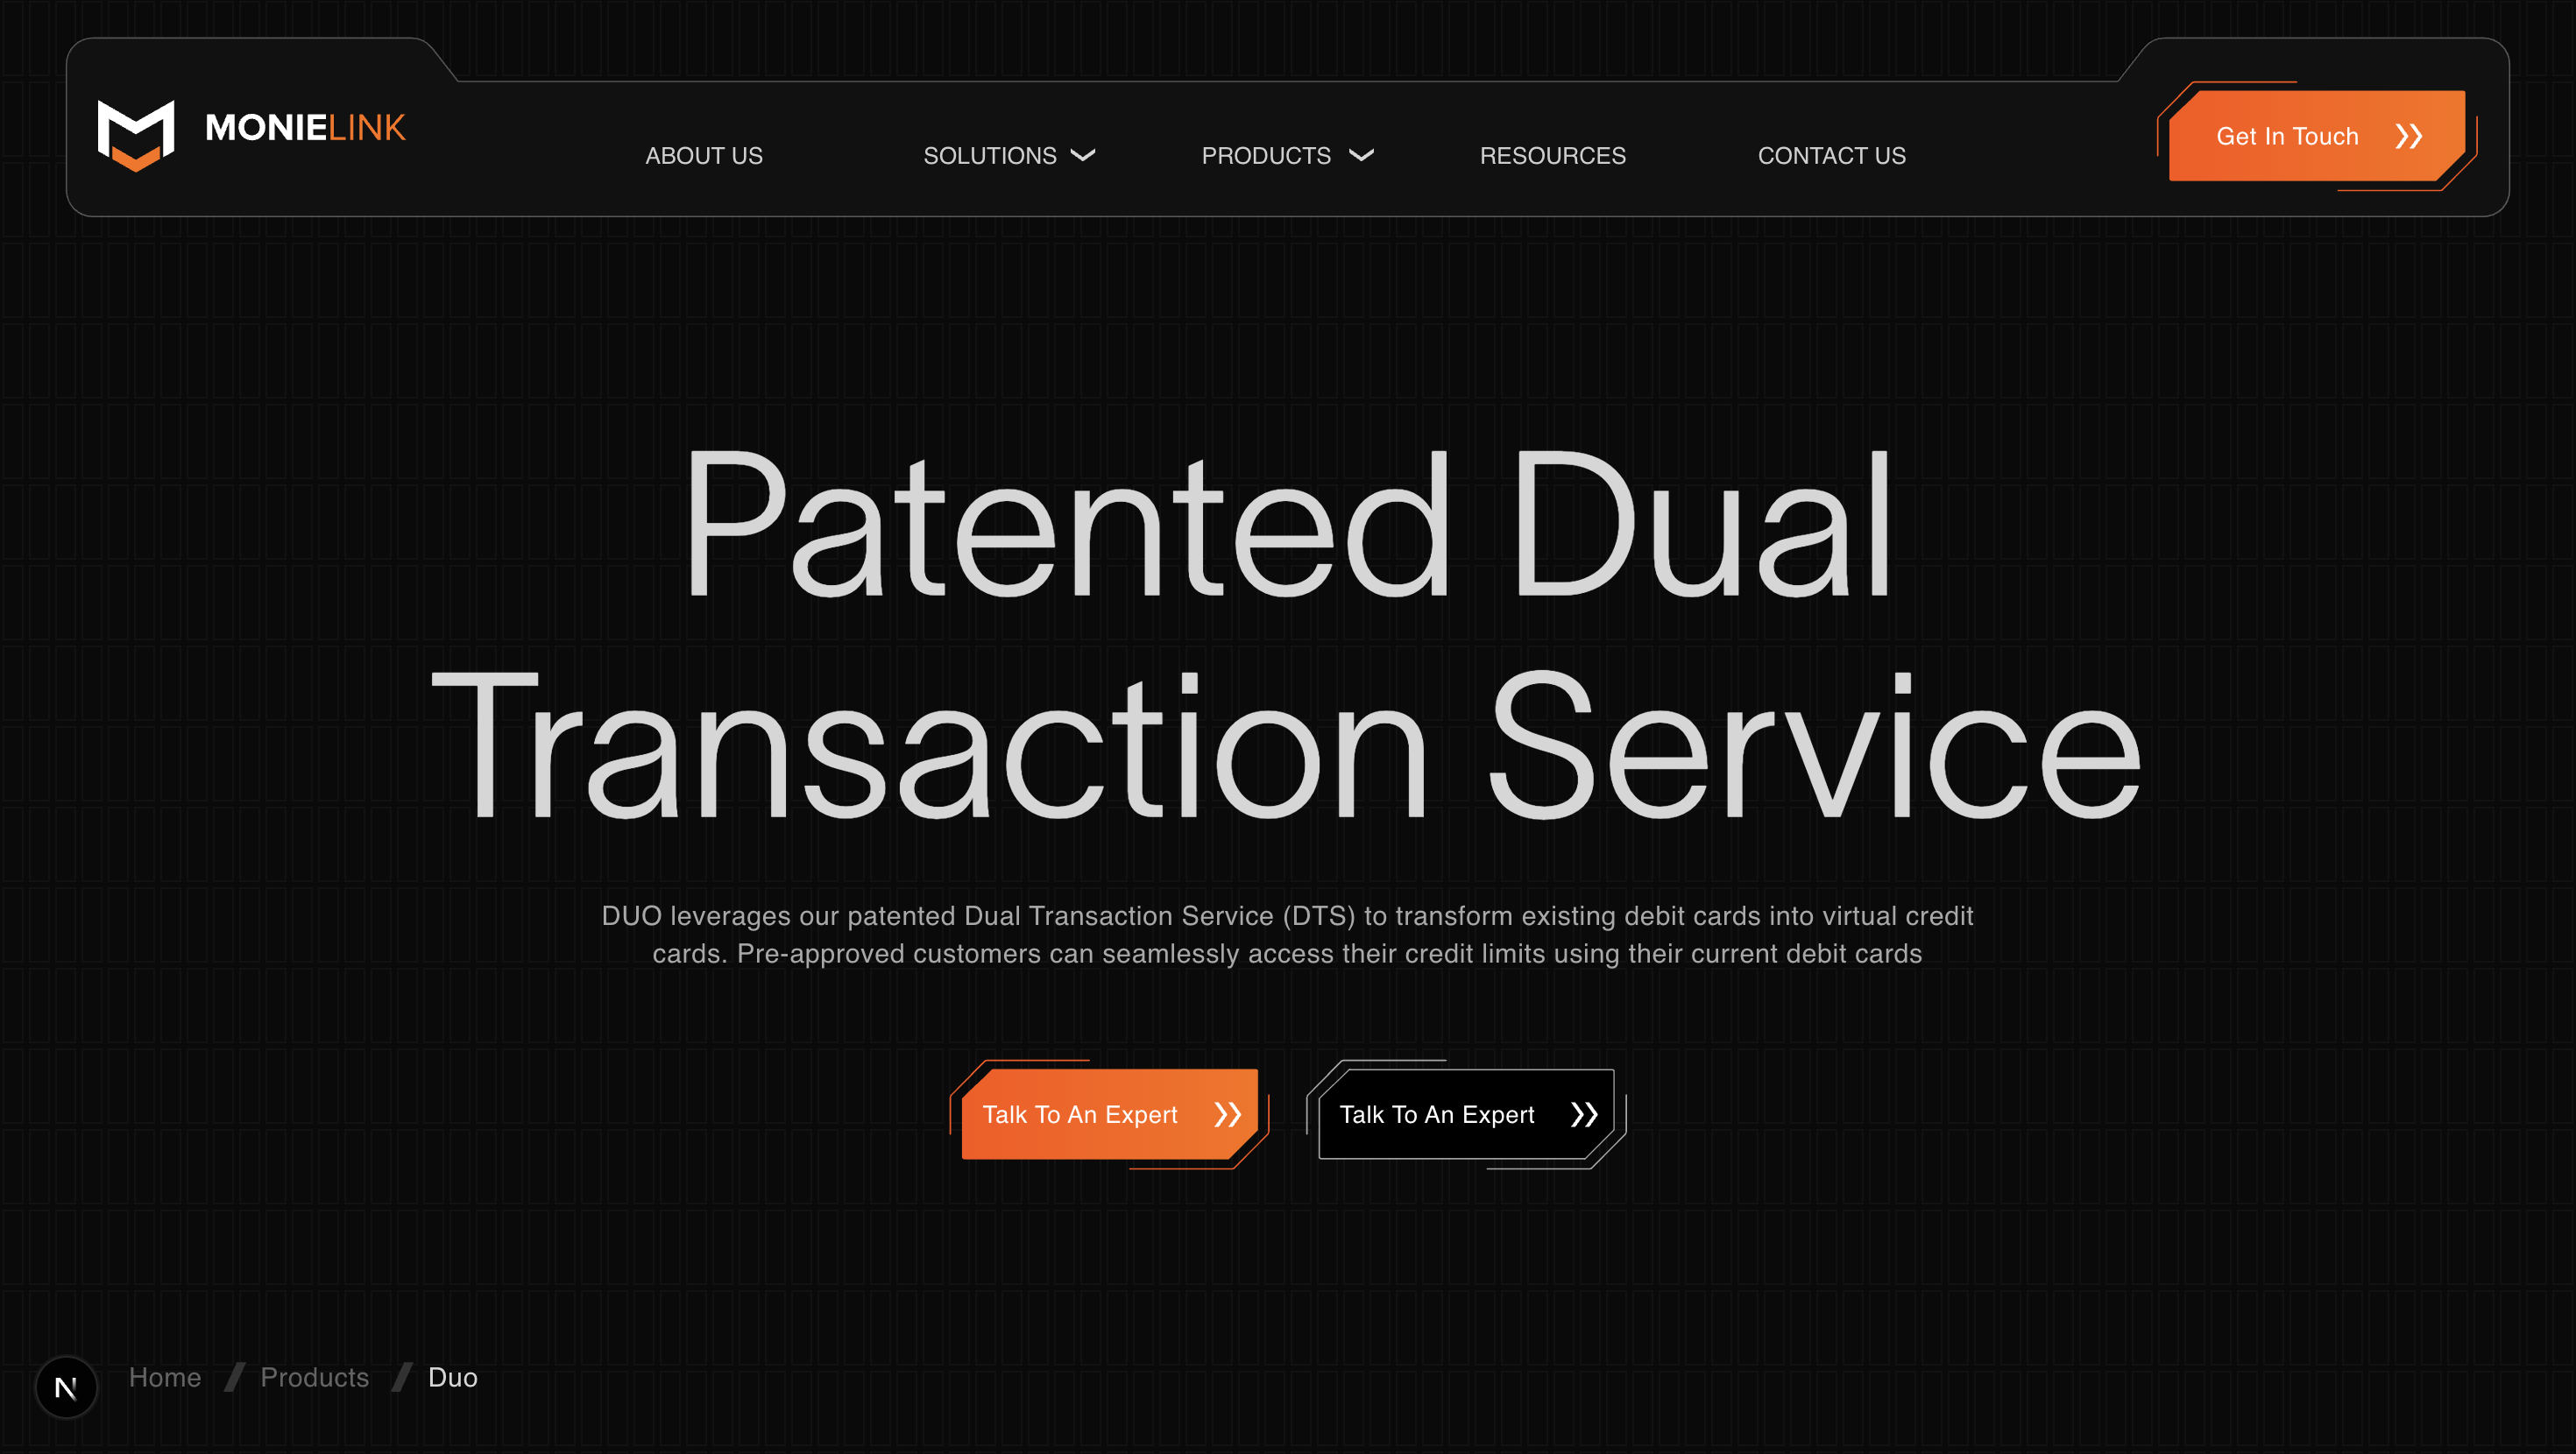 MONIELINK
ABOUT US
SOLUTIONS
PRODUCTS
RESOURCES
CONTACT US
Get In Touch
Patented Dual
Transaction Service
DUO leverages our patented Dual Transaction Service (DTS) to transform existing debit cards into virtual credit
cards. Pre-approved customers can seamlessly access their credit limits using their current debit cards
Talk To An Expert
Talk To An Expert
N
Home / Products / Duo